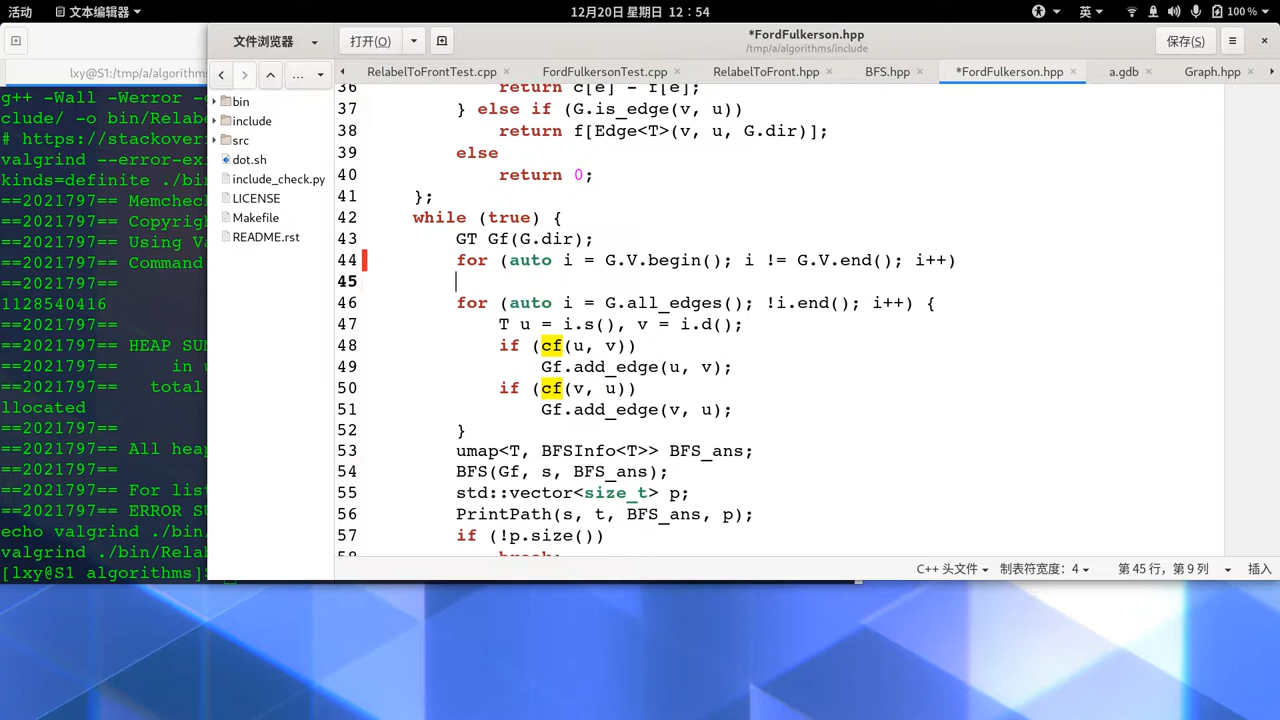 活动 文本编辑器 12月20日 星期日 12：54 英 100 %
文件浏览器 打开(O) *FordFulkerson.hpp 保存(S)
/tmp/a/algorithms/include
lxy@S1:/tmp/a/algorithms
... RelabelToFrontTest.cpp × FordFulkersonTest.cpp × RelabelToFront.hpp × BFS.hpp × *FordFulkerson.hpp × a.gdb × Graph.hpp ×
g++ -Wall -Werror
clude/ -o bin/Rela
# https://stackover
valgrind --error-ex
kinds=definite ./bi
==2021797== Memchec
==2021797== Copyrig
==2021797== Using Va
==2021797== Command
==2021797==
1128540416
==2021797==
==2021797== HEAP SUM
==2021797== in u
==2021797== total
llocated
==2021797==
==2021797== All heap
==2021797==
==2021797== For list
==2021797== ERROR SU
echo valgrind ./bin/
valgrind ./bin/Relab
[lxy@S1 algorithms]$
bin
include
src
dot.sh
include_check.py
LICENSE
Makefile
README.rst
36 return c[e] - f[e];
37 } else if (G.is_edge(v, u))
38 return f[Edge<T>(v, u, G.dir)];
39 else
40 return 0;
41 };
42 while (true) {
43 GT Gf(G.dir);
44 for (auto i = G.V.begin(); i != G.V.end(); i++)
45
46 for (auto i = G.all_edges(); !i.end(); i++) {
47 T u = i.s(), v = i.d();
48 if (cf(u, v))
49 Gf.add_edge(u, v);
50 if (cf(v, u))
51 Gf.add_edge(v, u);
52 }
53 umap<T, BFSInfo<T>> BFS_ans;
54 BFS(Gf, s, BFS_ans);
55 std::vector<size_t> p;
56 PrintPath(s, t, BFS_ans, p);
57 if (!p.size())
58 break;
C++ 头文件 制表符宽度：4 第 45 行，第 9 列 插入